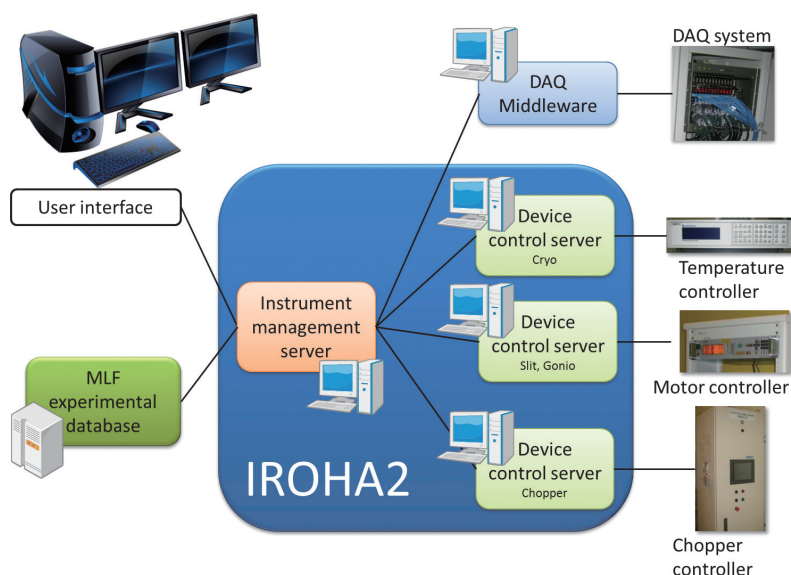 DAQ system
DAQ
Middleware
User interface
Device
control server
Cryo
Temperature
controller
Instrument
management
server
Device
control server
Slit, Gonio
Motor controller
MLF
experimental
database
Device
control server
Chopper
IROHA2
Chopper
controller